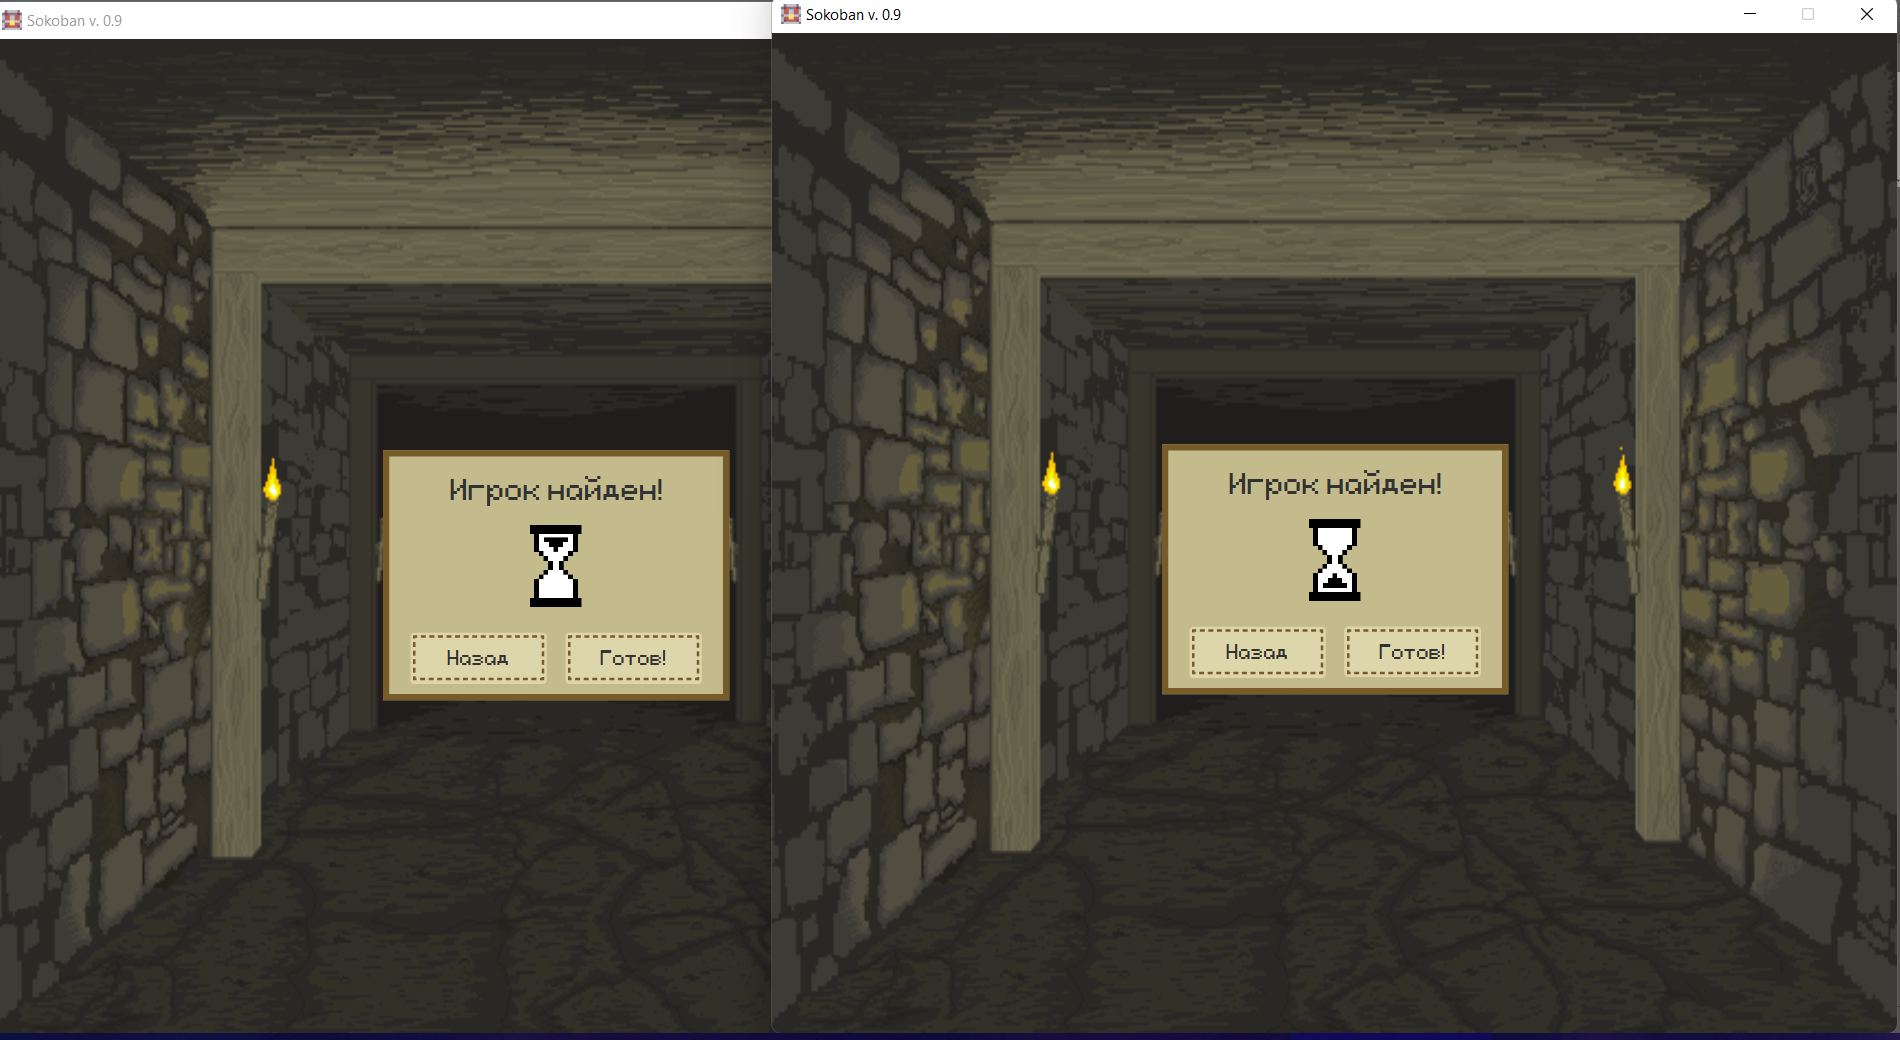 Sokoban v. 0.9
Игрок найден!
Назад
Готов!
Sokoban v. 0.9
Игрок найден!
Назад
Готов!